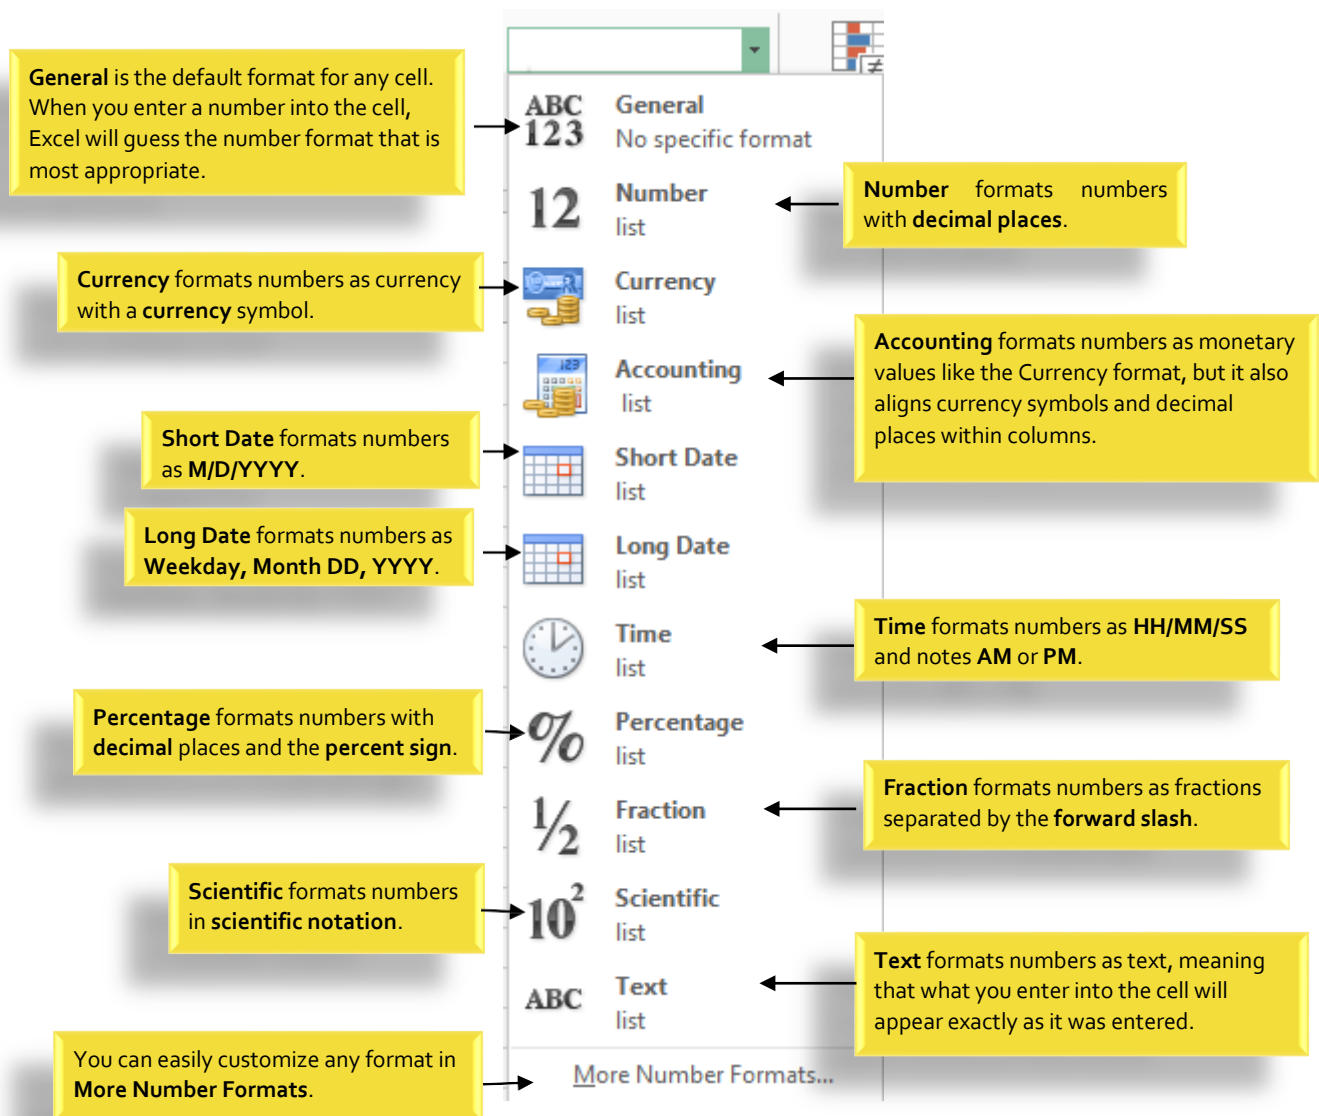 General is the default format for any cell.
When you enter a number into the cell,
Excel will guess the number format that is
most appropriate.
ABC
123
General
No specific format
12
Number
list
Number formats numbers
with decimal places.
Currency formats numbers as currency
with a currency symbol.
Currency
list
123
Accounting
list
Accounting formats numbers as monetary
values like the Currency format, but it also
aligns currency symbols and decimal
places within columns.
Short Date formats numbers
as M/D/YYYY.
Short Date
list
Long Date formats numbers as
Weekday, Month DD, YYYY.
Long Date
list
Time
list
Time formats numbers as HH/MM/SS
and notes AM or PM.
Percentage formats numbers with
decimal places and the percent sign.
%
Percentage
list
½
Fraction
list
Fraction formats numbers as fractions
separated by the forward slash.
Scientific formats numbers
in scientific notation.
10²
Scientific
list
ABC
Text
list
Text formats numbers as text, meaning
that what you enter into the cell will
appear exactly as it was entered.
You can easily customize any format in
More Number Formats.
More Number Formats...